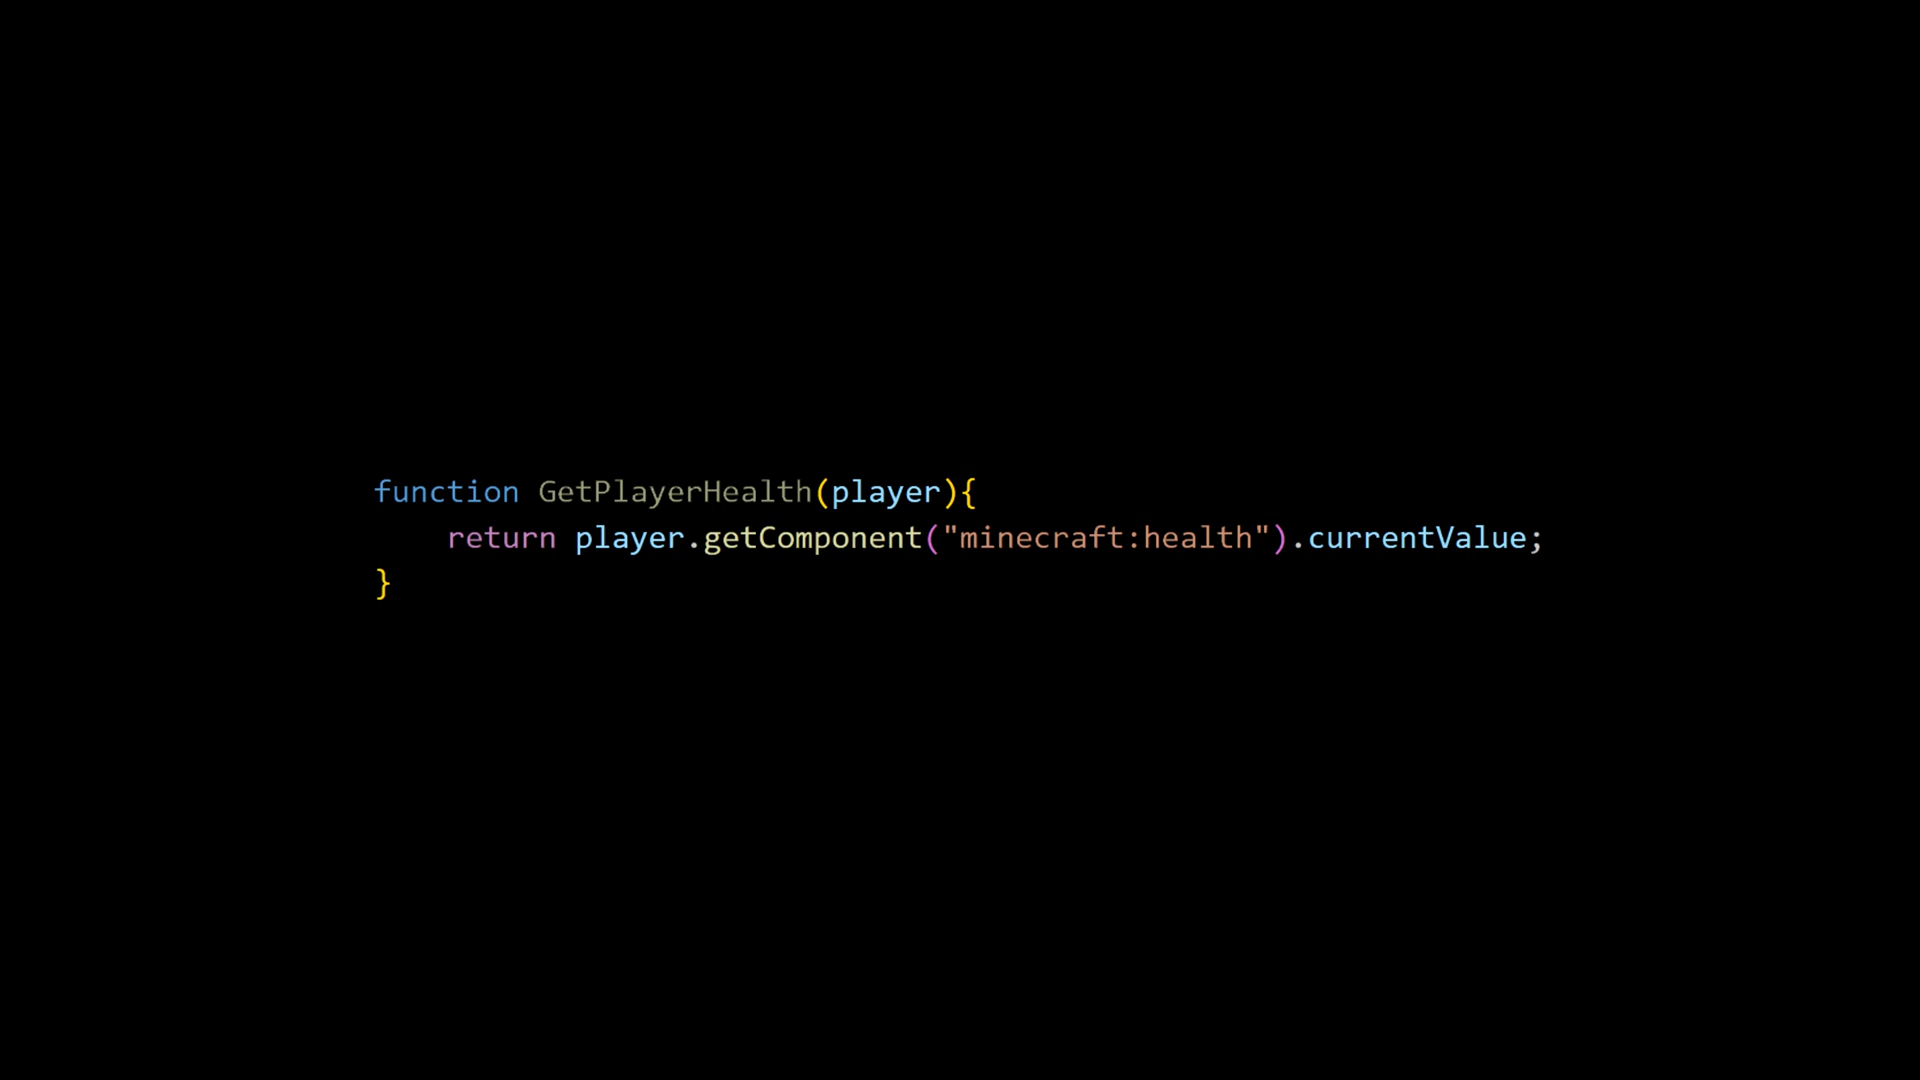 function GetPlayerHealth(player){
    return player.getComponent("minecraft:health").currentValue;
}